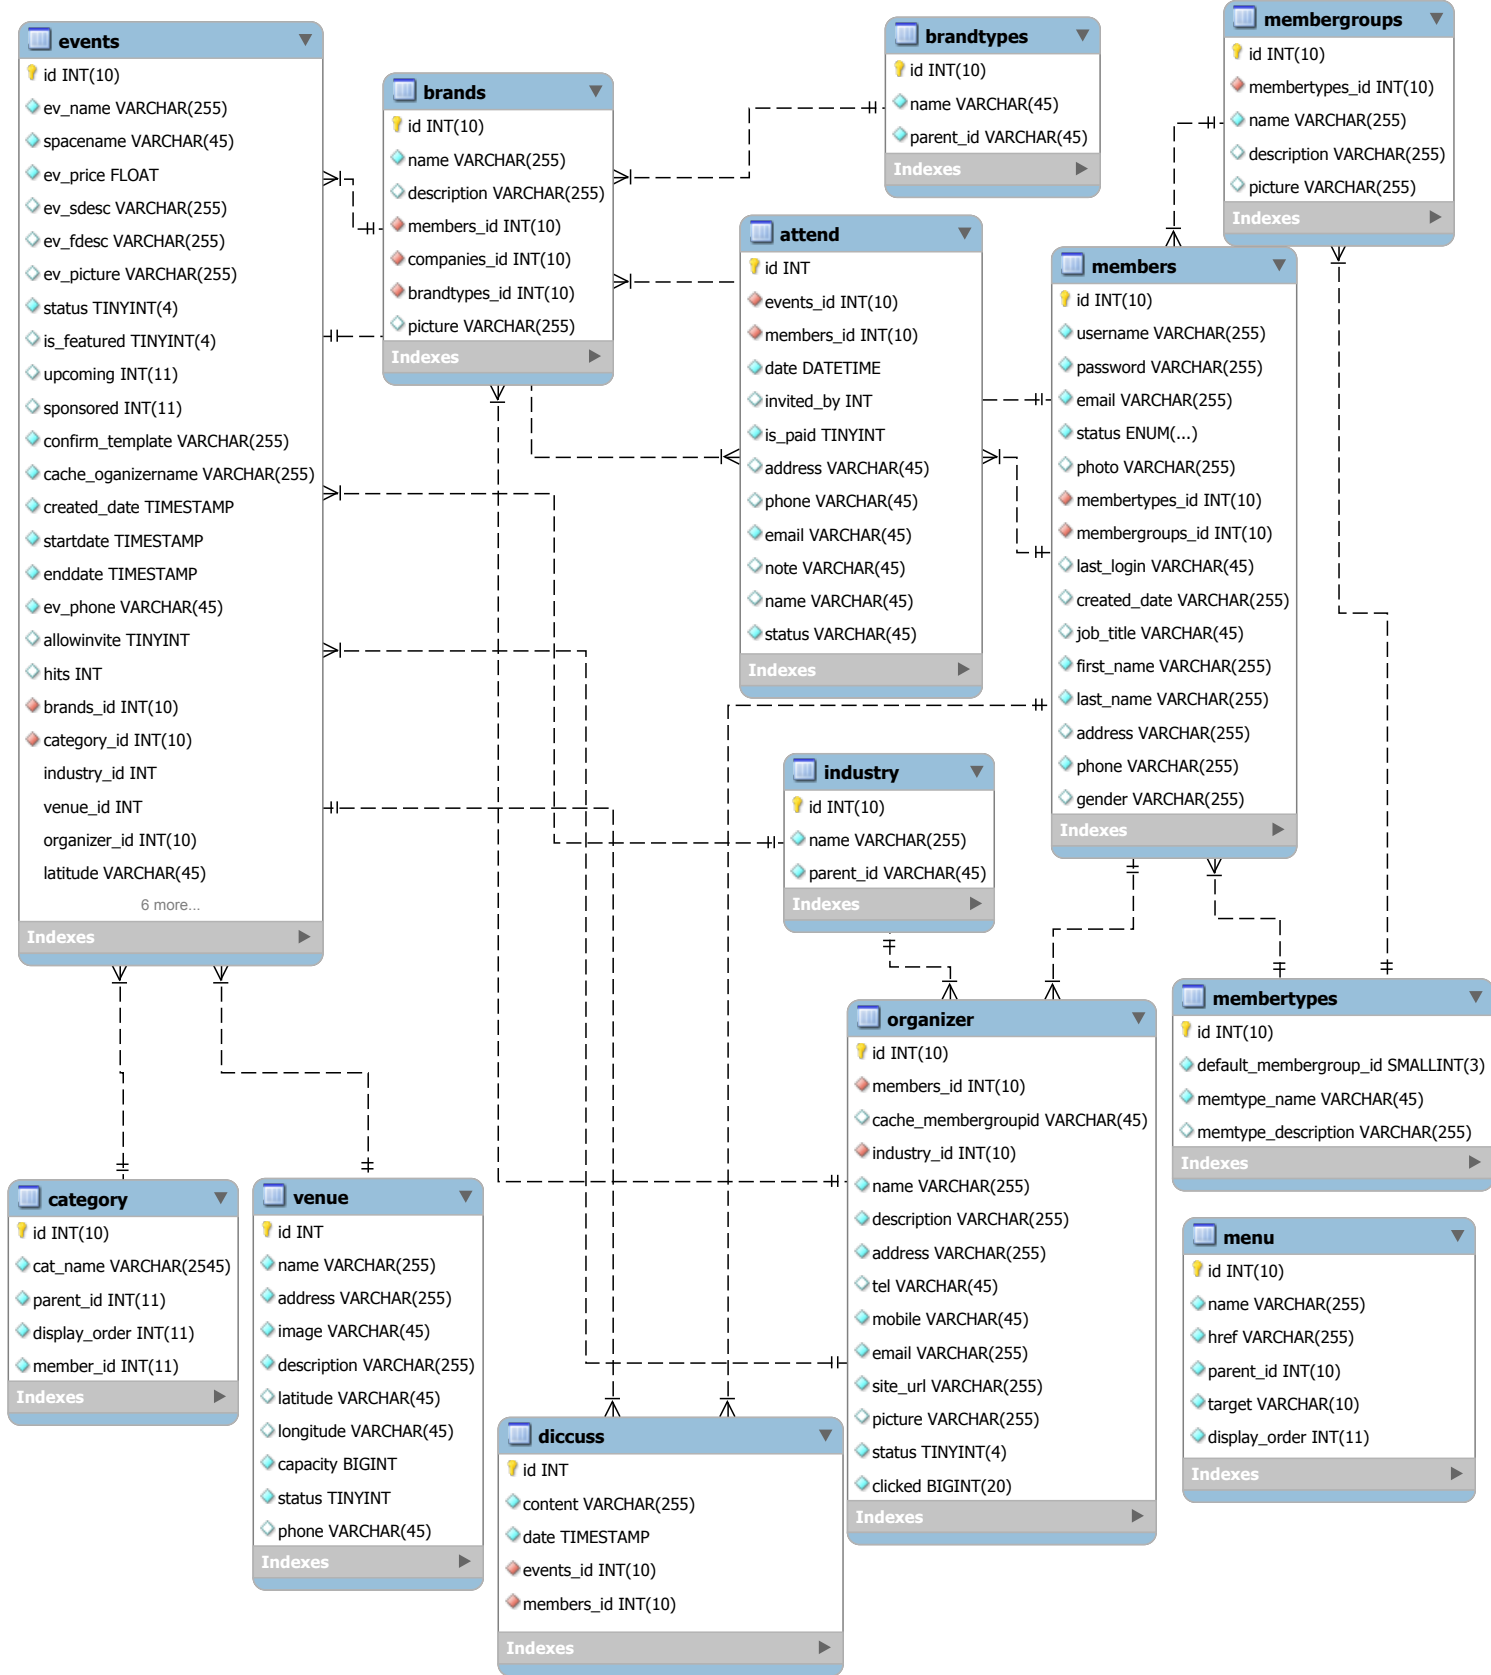 events
id INT(10)
ev_name VARCHAR(255)
spacename VARCHAR(45)
ev_price FLOAT
ev_sdesc VARCHAR(255)
ev_fdesc VARCHAR(255)
ev_picture VARCHAR(255)
status TINYINT(4)
is_featured TINYINT(4)
upcoming INT(11)
sponsored INT(11)
confirm_template VARCHAR(255)
cache_oganizername VARCHAR(255)
created_date TIMESTAMP
startdate TIMESTAMP
enddate TIMESTAMP
ev_phone VARCHAR(45)
allowinvite TINYINT
hits INT
brands_id INT(10)
category_id INT(10)
industry_id INT
venue_id INT
organizer_id INT(10)
latitude VARCHAR(45)
6 more...
Indexes
brands
id INT(10)
name VARCHAR(255)
description VARCHAR(255)
members_id INT(10)
companies_id INT(10)
brandtypes_id INT(10)
picture VARCHAR(255)
Indexes
brandtypes
id INT(10)
name VARCHAR(45)
parent_id VARCHAR(45)
Indexes
membergroups
id INT(10)
membertypes_id INT(10)
name VARCHAR(255)
description VARCHAR(255)
picture VARCHAR(255)
Indexes
attend
id INT
events_id INT(10)
members_id INT(10)
date DATETIME
invited_by INT
is_paid TINYINT
address VARCHAR(45)
phone VARCHAR(45)
email VARCHAR(45)
note VARCHAR(45)
name VARCHAR(45)
status VARCHAR(45)
Indexes
members
id INT(10)
username VARCHAR(255)
password VARCHAR(255)
email VARCHAR(255)
status ENUM(...)
photo VARCHAR(255)
membertypes_id INT(10)
membergroups_id INT(10)
last_login VARCHAR(45)
created_date VARCHAR(255)
job_title VARCHAR(45)
first_name VARCHAR(255)
last_name VARCHAR(255)
address VARCHAR(255)
phone VARCHAR(255)
gender VARCHAR(255)
Indexes
industry
id INT(10)
name VARCHAR(255)
parent_id VARCHAR(45)
Indexes
organizer
id INT(10)
members_id INT(10)
cache_membergroupid VARCHAR(45)
industry_id INT(10)
name VARCHAR(255)
description VARCHAR(255)
address VARCHAR(255)
tel VARCHAR(45)
mobile VARCHAR(45)
email VARCHAR(255)
site_url VARCHAR(255)
picture VARCHAR(255)
status TINYINT(4)
clicked BIGINT(20)
Indexes
membertypes
id INT(10)
default_membergroup_id SMALLINT(3)
memtype_name VARCHAR(45)
memtype_description VARCHAR(255)
Indexes
category
id INT(10)
cat_name VARCHAR(2545)
parent_id INT(11)
display_order INT(11)
member_id INT(11)
Indexes
venue
id INT
name VARCHAR(255)
address VARCHAR(255)
image VARCHAR(45)
description VARCHAR(255)
latitude VARCHAR(45)
longitude VARCHAR(45)
capacity BIGINT
status TINYINT
phone VARCHAR(45)
Indexes
diccuss
id INT
content VARCHAR(255)
date TIMESTAMP
events_id INT(10)
members_id INT(10)
Indexes
menu
id INT(10)
name VARCHAR(255)
href VARCHAR(255)
parent_id INT(10)
target VARCHAR(10)
display_order INT(11)
Indexes